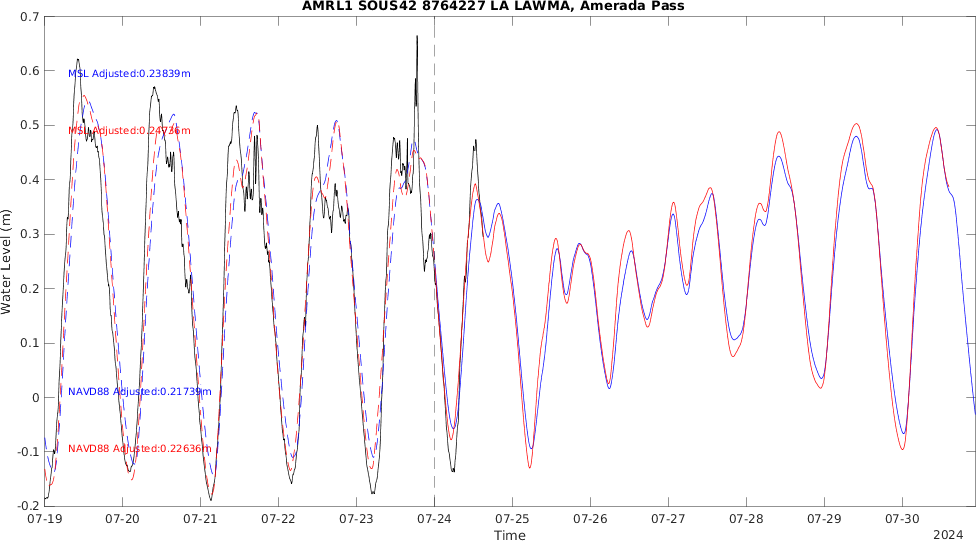 AMRL1 SOUS42 8764227 LA LAWMA, Amerada Pass
Water Level (m)
0.7
0.6
0.5
0.4
0.3
0.2
0.1
0
-0.1
-0.2
MSL Adjusted:0.23839m
MSL Adjusted:0.24736m
NAVD88 Adjusted:0.21739m
NAVD88 Adjusted:0.22636m
07-19 07-20 07-21 07-22 07-23 07-24 07-25 07-26 07-27 07-28 07-29 07-30
Time
2024